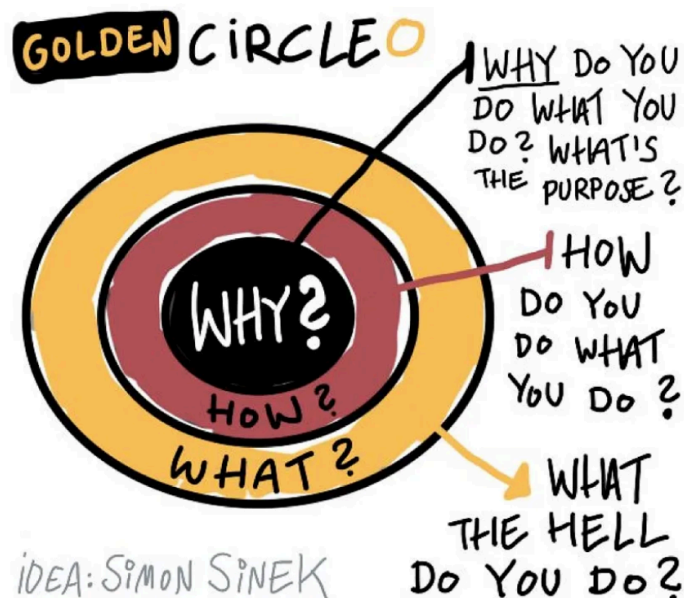 GOLDEN CiRCLE
WHY DO YOU
DO WHAT YOU
DO? WHAT'S
THE PURPOSE?
WHY?
HOW?
WHAT?
HOW
DO YOU
DO WHAT
YOU DO?
WHAT
THE HELL
DO YOU DO?
iDEA: SiMON SiNEK